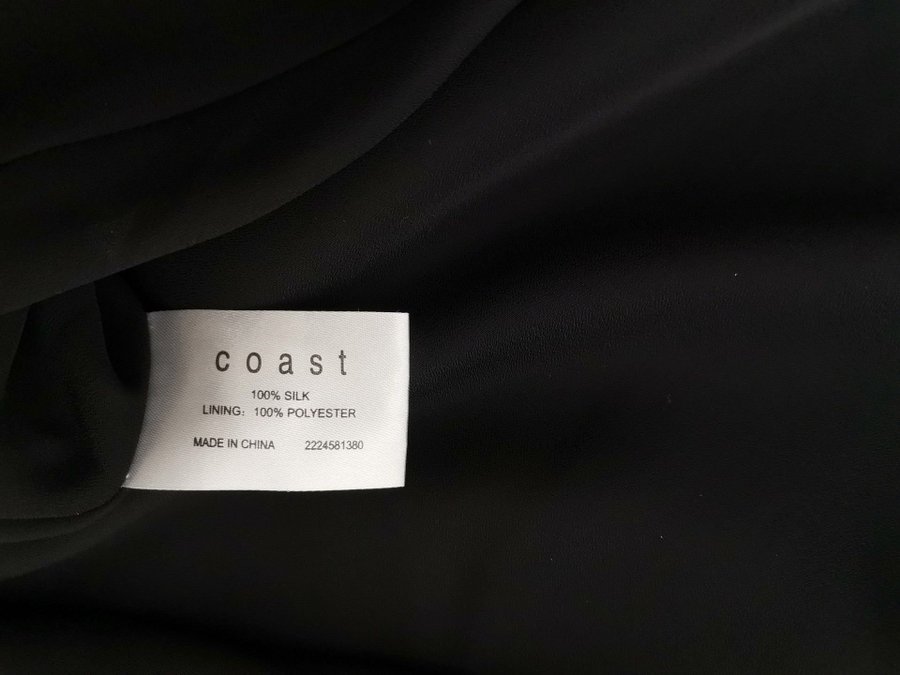 coast
100% SILK
LINING: 100% POLYESTER
MADE IN CHINA 2224581380